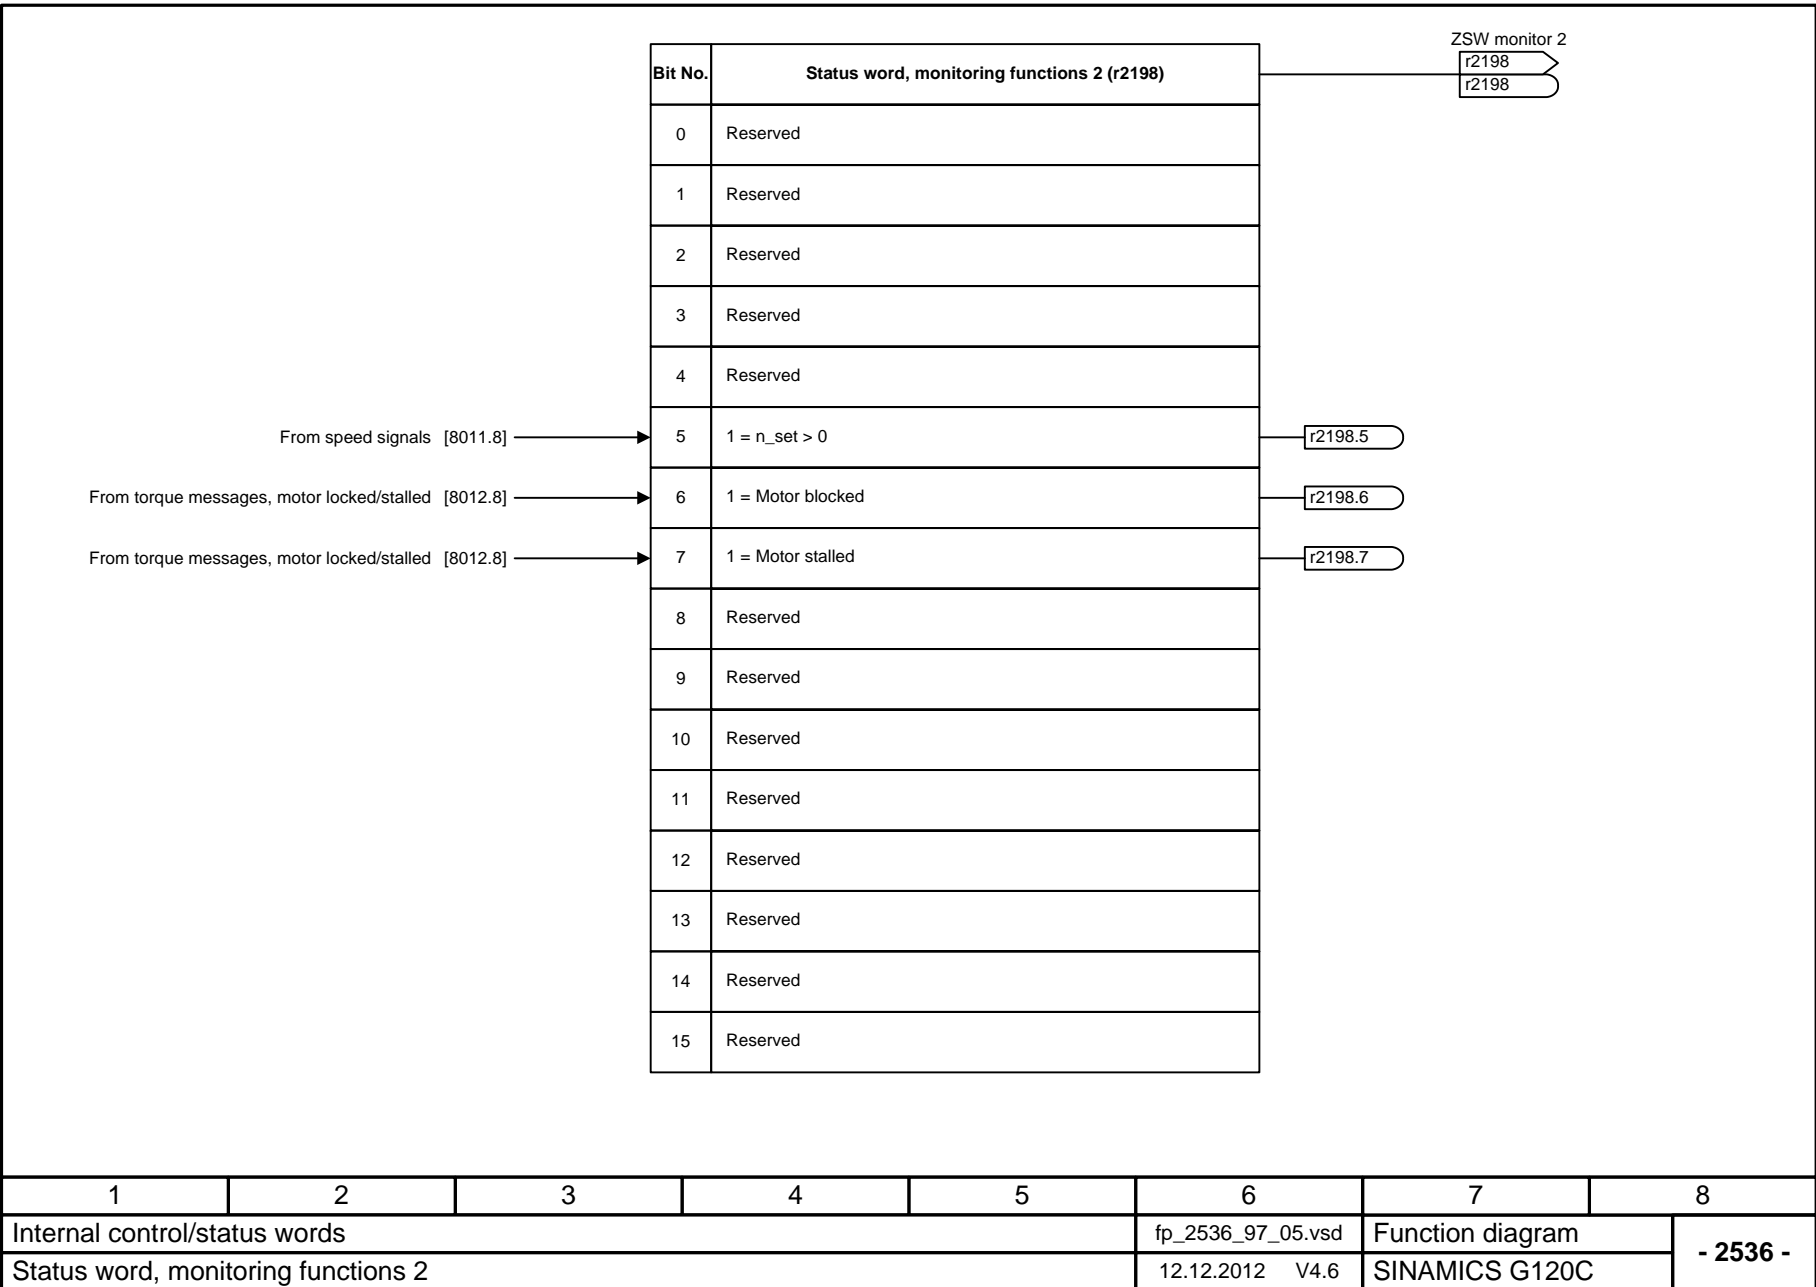 ZSW monitor 2
r2198
r2198
Bit No. Status word, monitoring functions 2 (r2198)
0 Reserved
1 Reserved
2 Reserved
3 Reserved
4 Reserved
From speed signals [8011.8] 5 1 = n_set > 0 r2198.5
From torque messages, motor locked/stalled [8012.8] 6 1 = Motor blocked r2198.6
From torque messages, motor locked/stalled [8012.8] 7 1 = Motor stalled r2198.7
8 Reserved
9 Reserved
10 Reserved
11 Reserved
12 Reserved
13 Reserved
14 Reserved
15 Reserved
1 2 3 4 5 6 7 8
Internal control/status words fp_2536_97_05.vsd Function diagram - 2536 -
Status word, monitoring functions 2 12.12.2012 V4.6 SINAMICS G120C